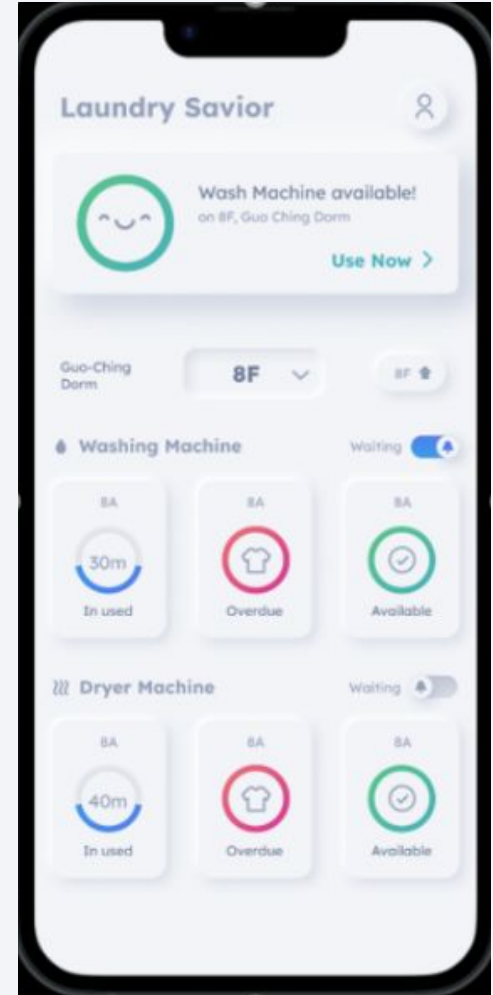 Laundry Savior
Wash Machine available!
on 8F, Guo Ching Dorm
Use Now
Guo-Ching
Dorm
8F
8F
Washing Machine
Waiting
8A
8A
8A
30m
In used
Overdue
Available
Dryer Machine
Waiting
8A
8A
8A
40m
In used
Overdue
Available